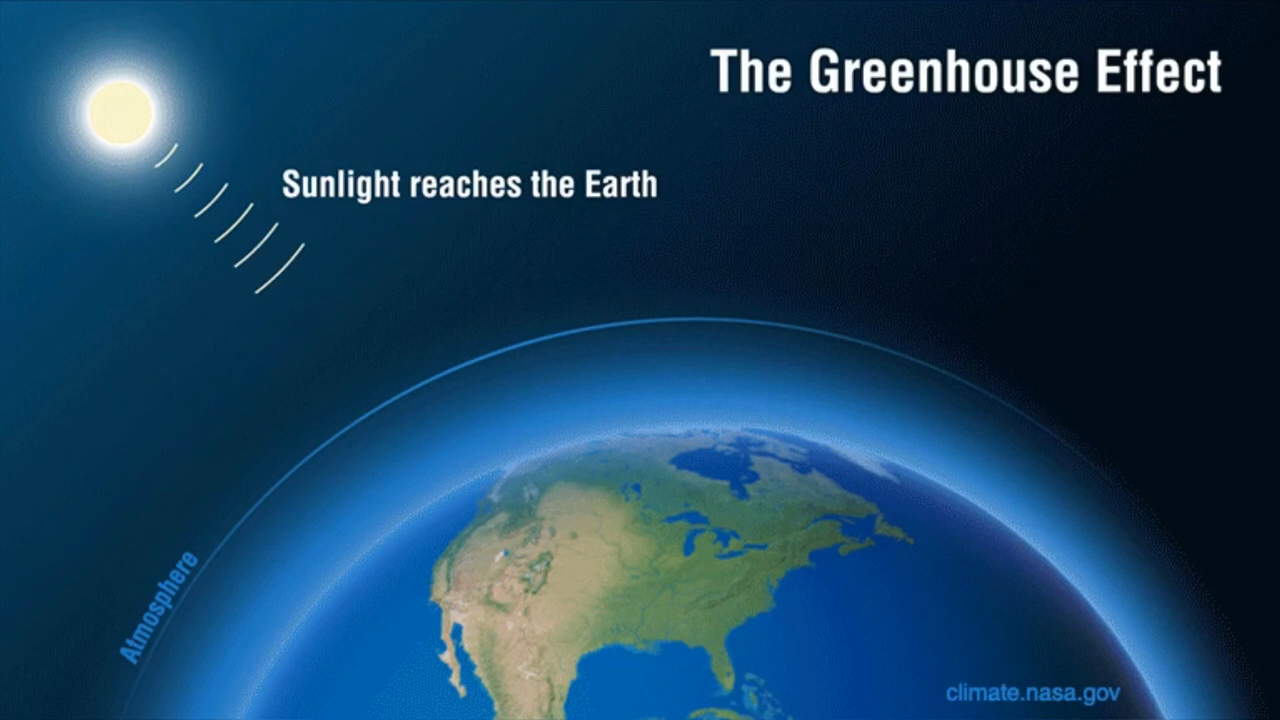 The Greenhouse Effect
Sunlight reaches the Earth
Atmosphere
climate.nasa.gov